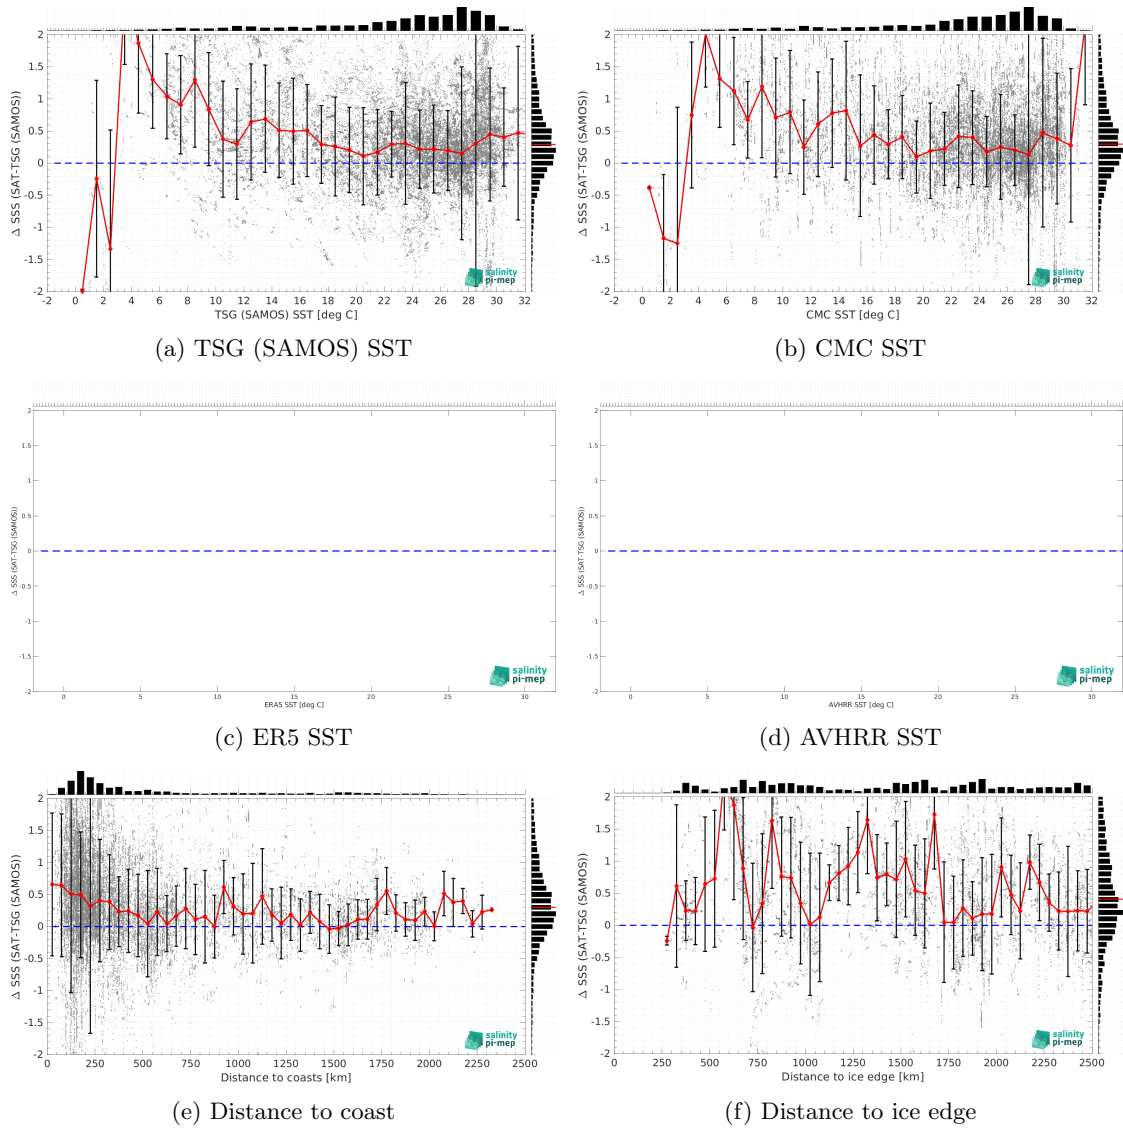 2
1.5
1
0.5
0
-0.5
-1
-1.5
-2
Δ SSS (SAT-TSG (SAMOS))
-2 0 2 4 6 8 10 12 14 16 18 20 22 24 26 28 30 32
TSG (SAMOS) SST [deg C]
salinity
pi-mep
(a) TSG (SAMOS) SST
2
1.5
1
0.5
0
-0.5
-1
-1.5
-2
Δ SSS (SAT-TSG (SAMOS))
-2 0 2 4 6 8 10 12 14 16 18 20 22 24 26 28 30 32
CMC SST [deg C]
salinity
pi-mep
(b) CMC SST
2
1.5
1
0.5
0
-0.5
-1
-1.5
-2
Δ SSS (SAT-TSG (SAMOS))
0 5 10 15 20 25 30
ERA5 SST [deg C]
salinity
pi-mep
(c) ER5 SST
2
1.5
1
0.5
0
-0.5
-1
-1.5
-2
Δ SSS (SAT-TSG (SAMOS))
0 5 10 15 20 25 30
AVHRR SST [deg C]
salinity
pi-mep
(d) AVHRR SST
2
1.5
1
0.5
0
-0.5
-1
-1.5
-2
Δ SSS (SAT-TSG (SAMOS))
0 250 500 750 1000 1250 1500 1750 2000 2250 2500
Distance to coasts [km]
salinity
pi-mep
(e) Distance to coast
2
1.5
1
0.5
0
-0.5
-1
-1.5
-2
Δ SSS (SAT-TSG (SAMOS))
0 250 500 750 1000 1250 1500 1750 2000 2250 2500
Distance to ice edge [km]
salinity
pi-mep
(f) Distance to ice edge